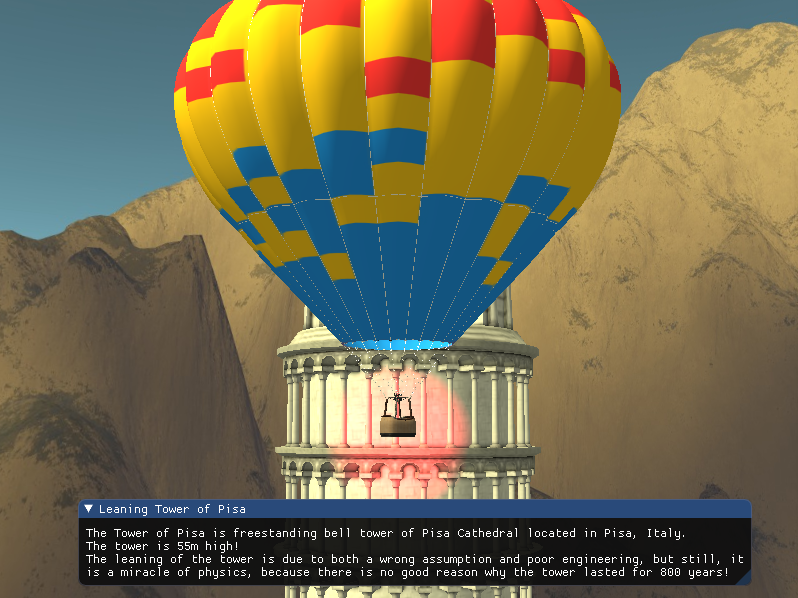 Leaning Tower of Pisa
The Tower of Pisa is freestanding bell tower of Pisa Cathedral located in Pisa, Italy.
The tower is 55m high!
The leaning of the tower is due to both a wrong assumption and poor engineering, but still, it
is a miracle of physics, because there is no good reason why the tower lasted for 800 years!